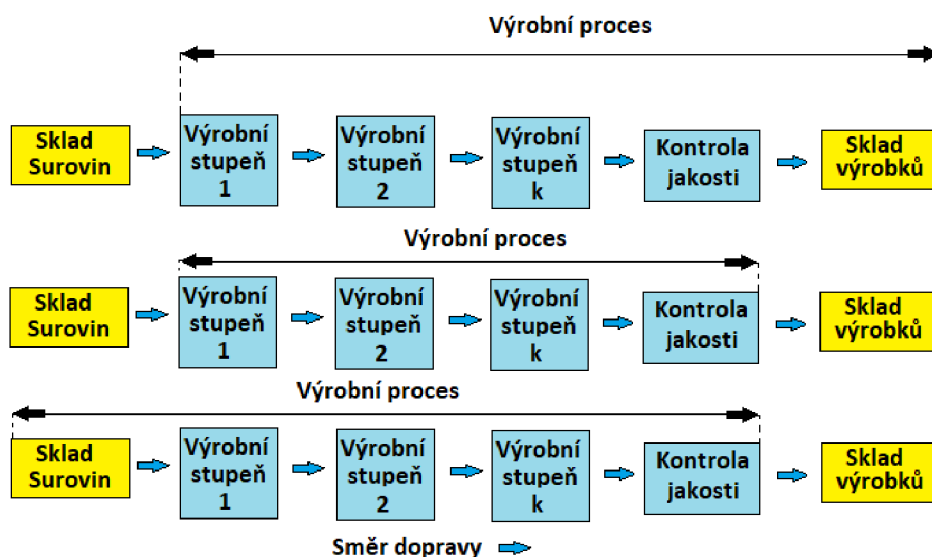 Výrobní proces
Sklad
Surovin
Výrobní
stupeň
1
Výrobní
stupeň
2
Výrobní
stupeň
k
Kontrola
jakosti
Sklad
výrobků
Výrobní proces
Sklad
Surovin
Výrobní
stupeň
1
Výrobní
stupeň
2
Výrobní
stupeň
k
Kontrola
jakosti
Sklad
výrobků
Výrobní proces
Sklad
Surovin
Výrobní
stupeň
1
Výrobní
stupeň
2
Výrobní
stupeň
k
Kontrola
jakosti
Sklad
výrobků
Směr dopravy